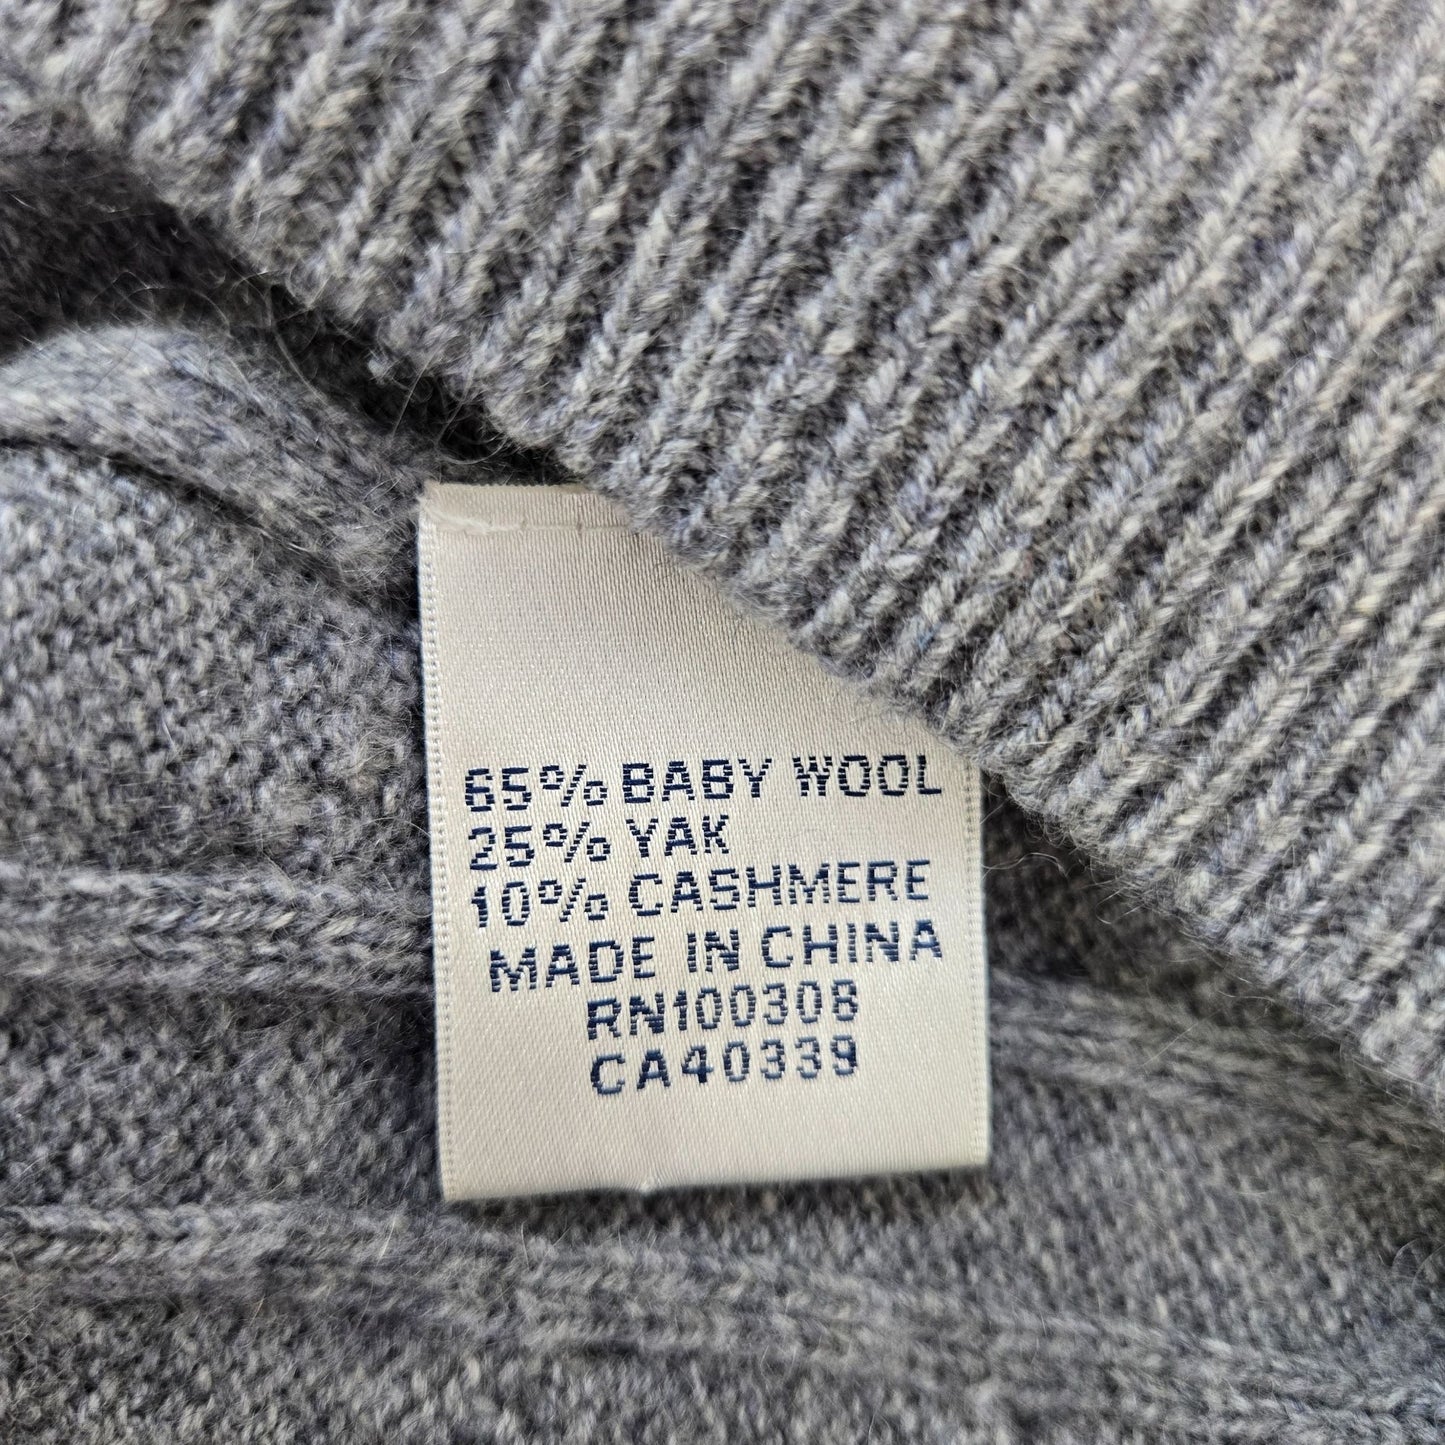 65% BABY WOOL
25% YAK
10% CASHMERE
MADE IN CHINA
RN100308
CA40339